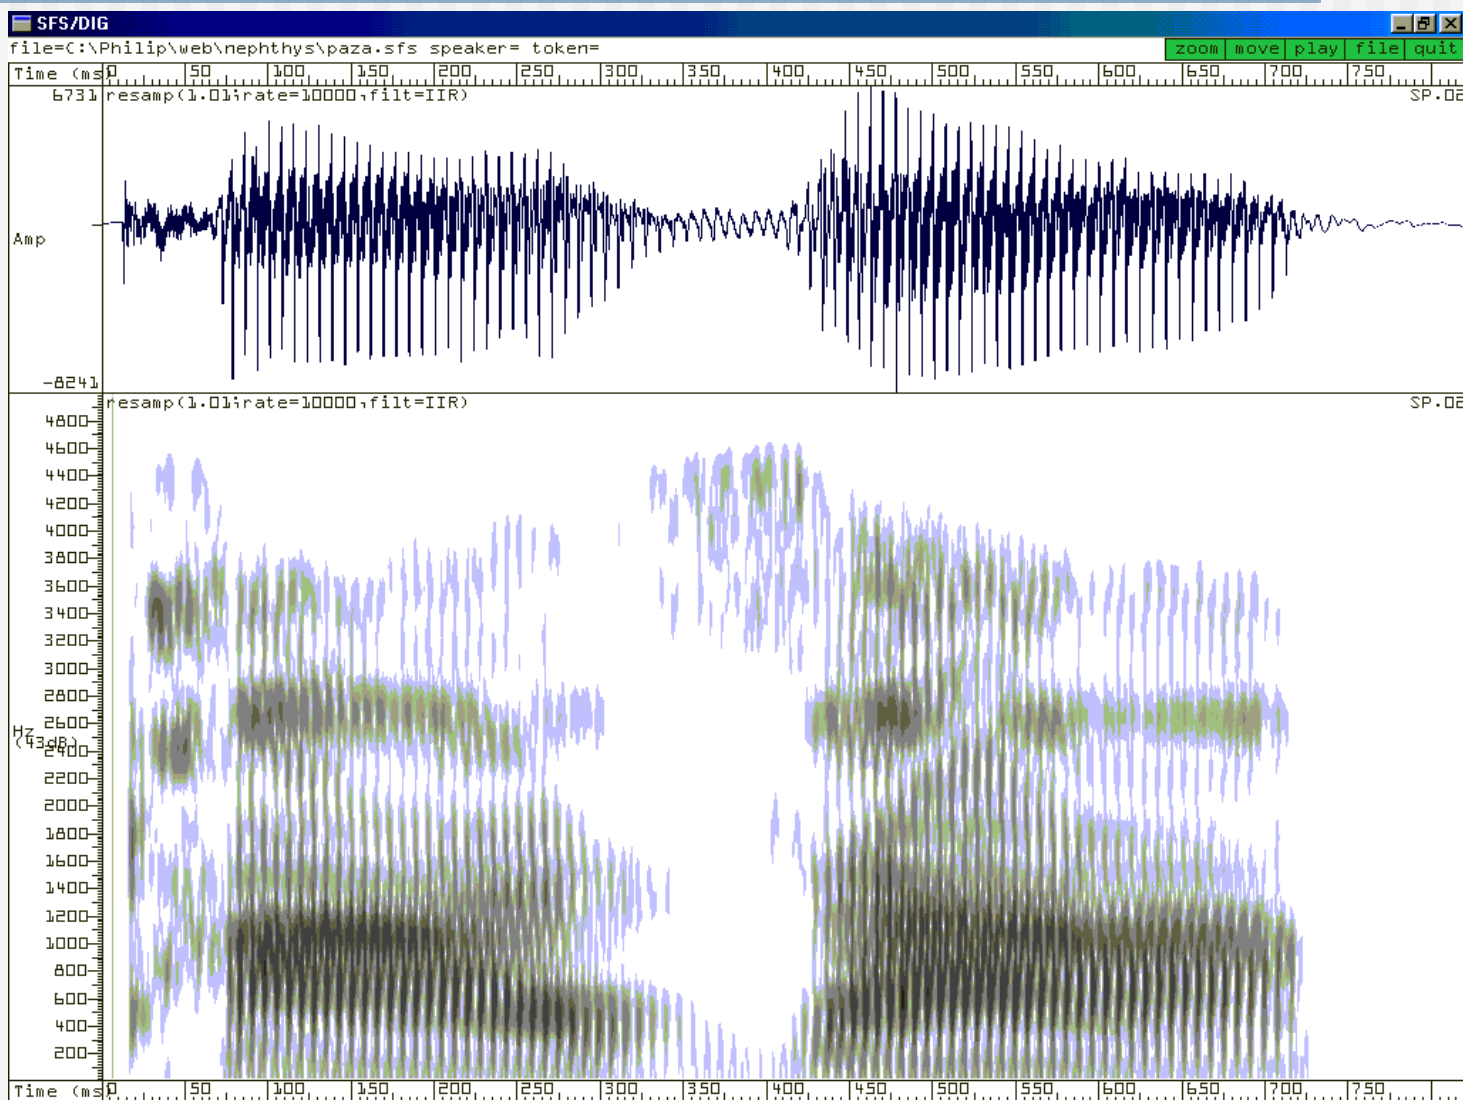 SFS/DIG
file=C:\Philip\web\nephthys\paza.sfs speaker= token=
zoom move play file quit
Time (ms) 0 50 100 150 200 250 300 350 400 450 500 550 600 650 700 750
6731 resamp(1.01;rate=10000,filt=IIR) SP.02
Amp
-8241
resamp(1.01;rate=10000,filt=IIR) SP.02
4800
4600
4400
4200
4000
3800
3600
3400
3200
3000
2800
2600
Hz
(43dB)
2400
2200
2000
1800
1600
1400
1200
1000
800
600
400
200
Time (ms) 0 50 100 150 200 250 300 350 400 450 500 550 600 650 700 750